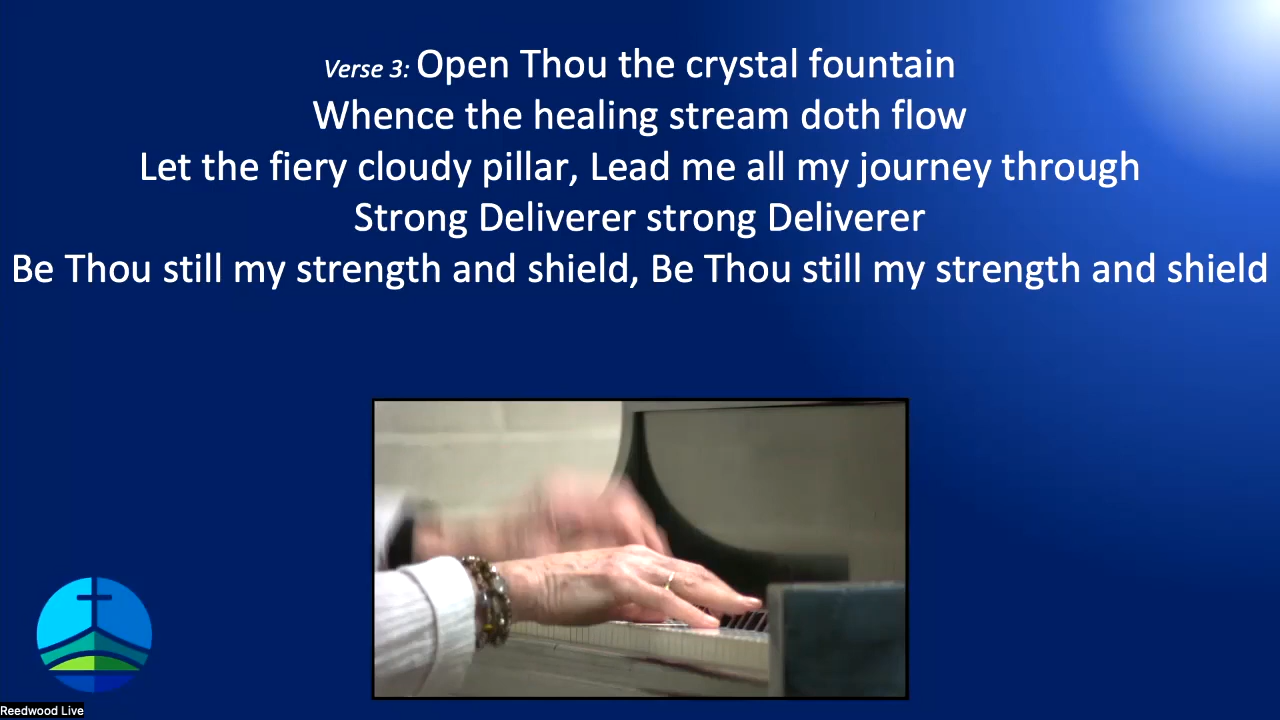 Verse 3: Open Thou the crystal fountain
Whence the healing stream doth flow
Let the fiery cloudy pillar, Lead me all my journey through
Strong Deliverer strong Deliverer
Be Thou still my strength and shield, Be Thou still my strength and shield
Reedwood Live